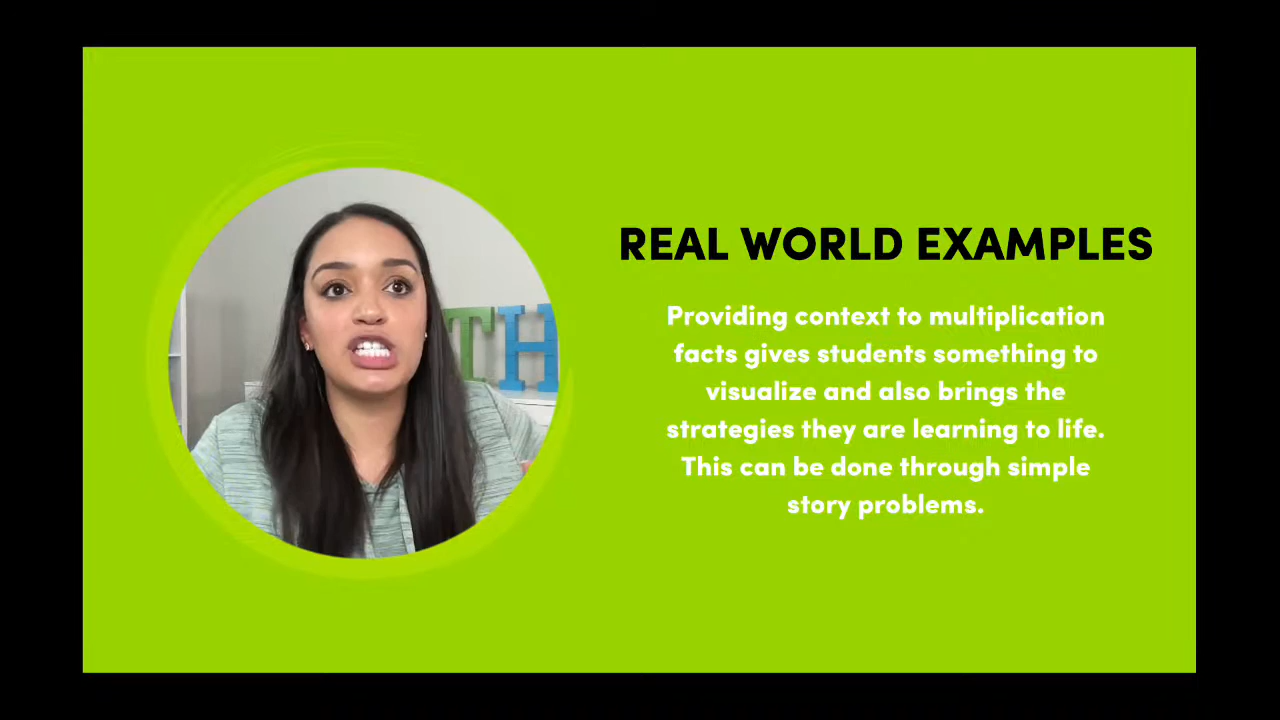 TH
REAL WORLD EXAMPLES
Providing context to multiplication
facts gives students something to
visualize and also brings the
strategies they are learning to life.
This can be done through simple
story problems.